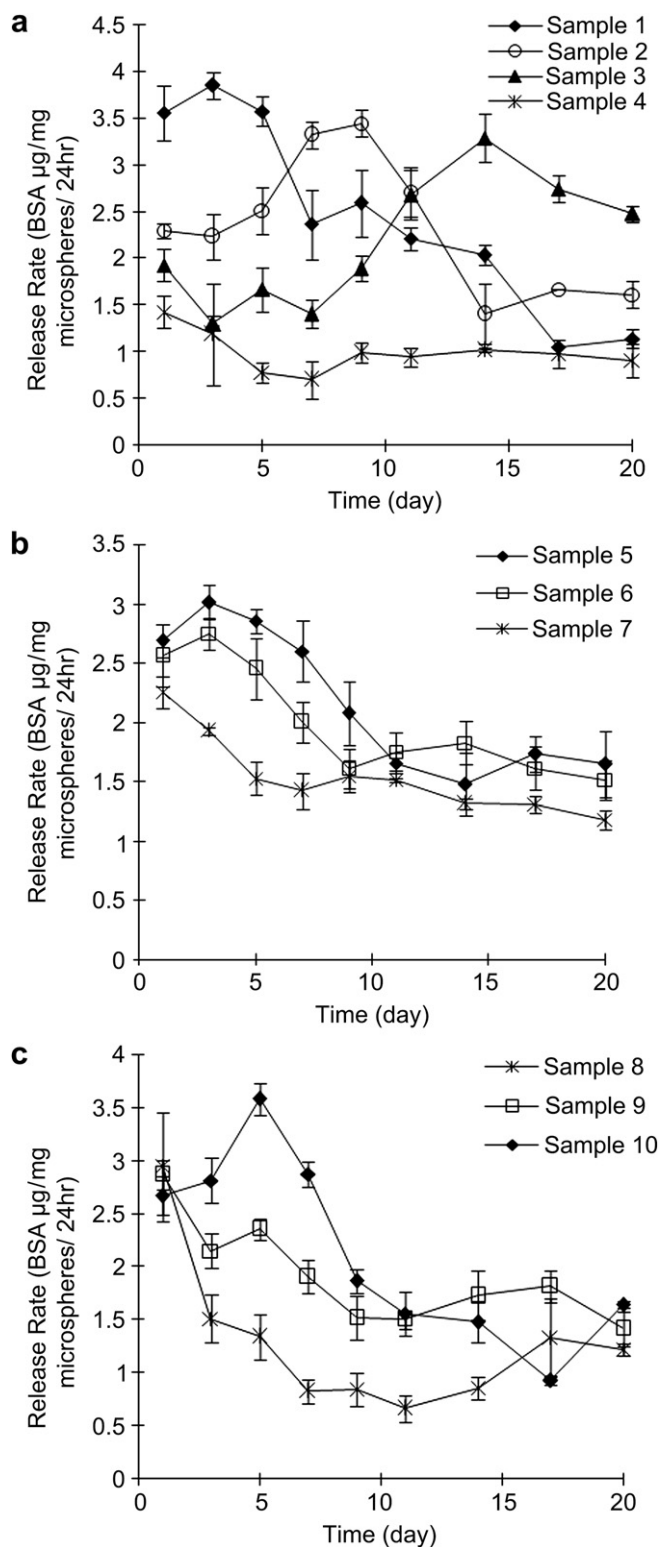 a
Sample 1
Sample 2
Sample 3
Sample 4
Release Rate (BSA µg/mg
microspheres/ 24hr)
4.5
4
3.5
3
2.5
2
1.5
1
0.5
0
0
5
10
15
20
Time (day)
b
Sample 5
Sample 6
Sample 7
Release Rate (BSA µg/mg
microspheres/ 24hr)
3.5
3
2.5
2
1.5
1
0.5
0
0
5
10
15
20
Time (day)
c
Sample 8
Sample 9
Sample 10
Release Rate (BSA µg/mg
microspheres/ 24hr)
4
3.5
3
2.5
2
1.5
1
0.5
0
0
5
10
15
20
Time (day)